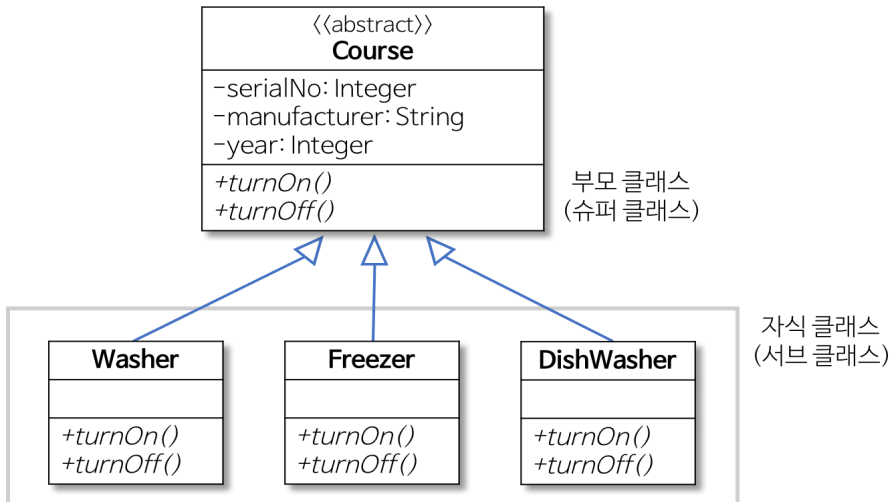 《abstract》
Course
-serialNo: Integer
-manufacturer: String
-year: Integer
+turnOn()
+turnOff()
부모 클래스
(슈퍼 클래스)
자식 클래스
(서브 클래스)
Washer
+turnOn()
+turnOff()
Freezer
+turnOn()
+turnOff()
DishWasher
+turnOn()
+turnOff()